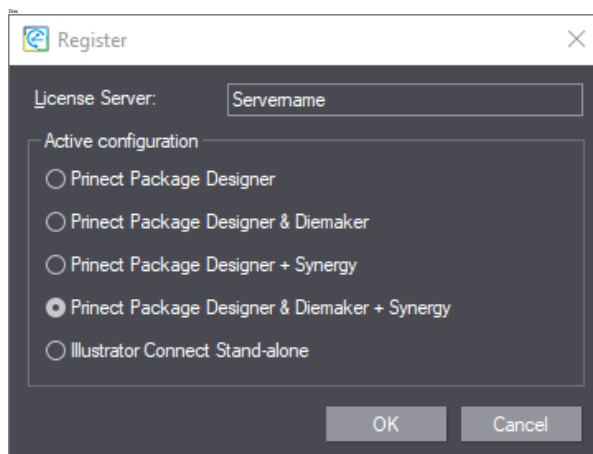 Register
License Server: Servername
Active configuration
Prinect Package Designer
Prinect Package Designer & Diemaker
Prinect Package Designer + Synergy
Prinect Package Designer & Diemaker + Synergy
Illustrator Connect Stand-alone
OK Cancel